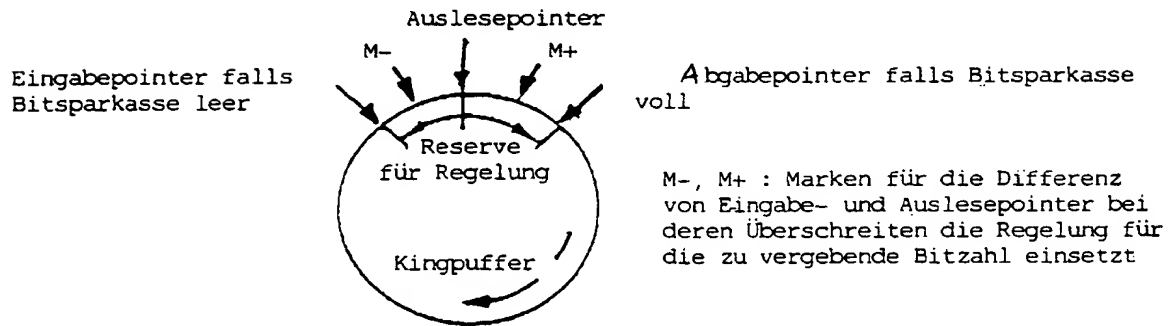 Auslesepointer
M-
M+
Eingabepointer falls
Bitsparkasse leer
Abgabepointer falls Bitsparkasse
voll
Reserve
für Regelung
M-, M+ : Marken für die Differenz
von Eingabe- und Auslesepointer bei
deren Überschreiten die Regelung für
die zu vergebende Bitzahl einsetzt
Kingpuffer